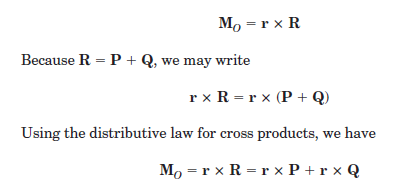 M_O = r × R
Because R = P + Q, we may write
r × R = r × (P + Q)
Using the distributive law for cross products, we have
M_O = r × R = r × P + r × Q